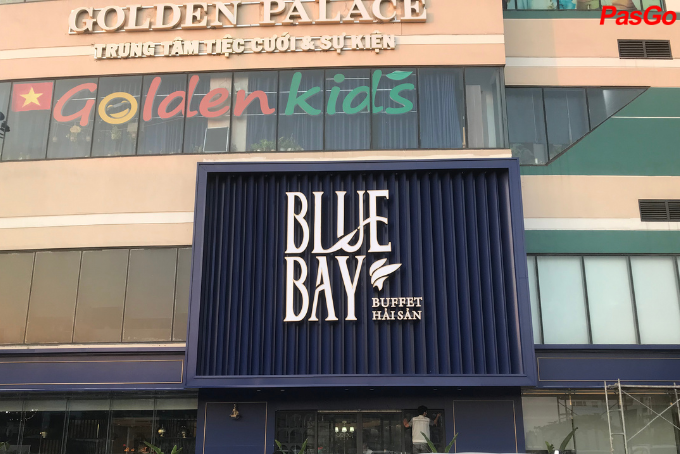 GOLDEN PALACE
PasGo
TRUNG TÂM TIỆC CƯỚI & SỰ KIỆN
Golden kids
BLUE
BAY
BUFFET
HẢI SẢN